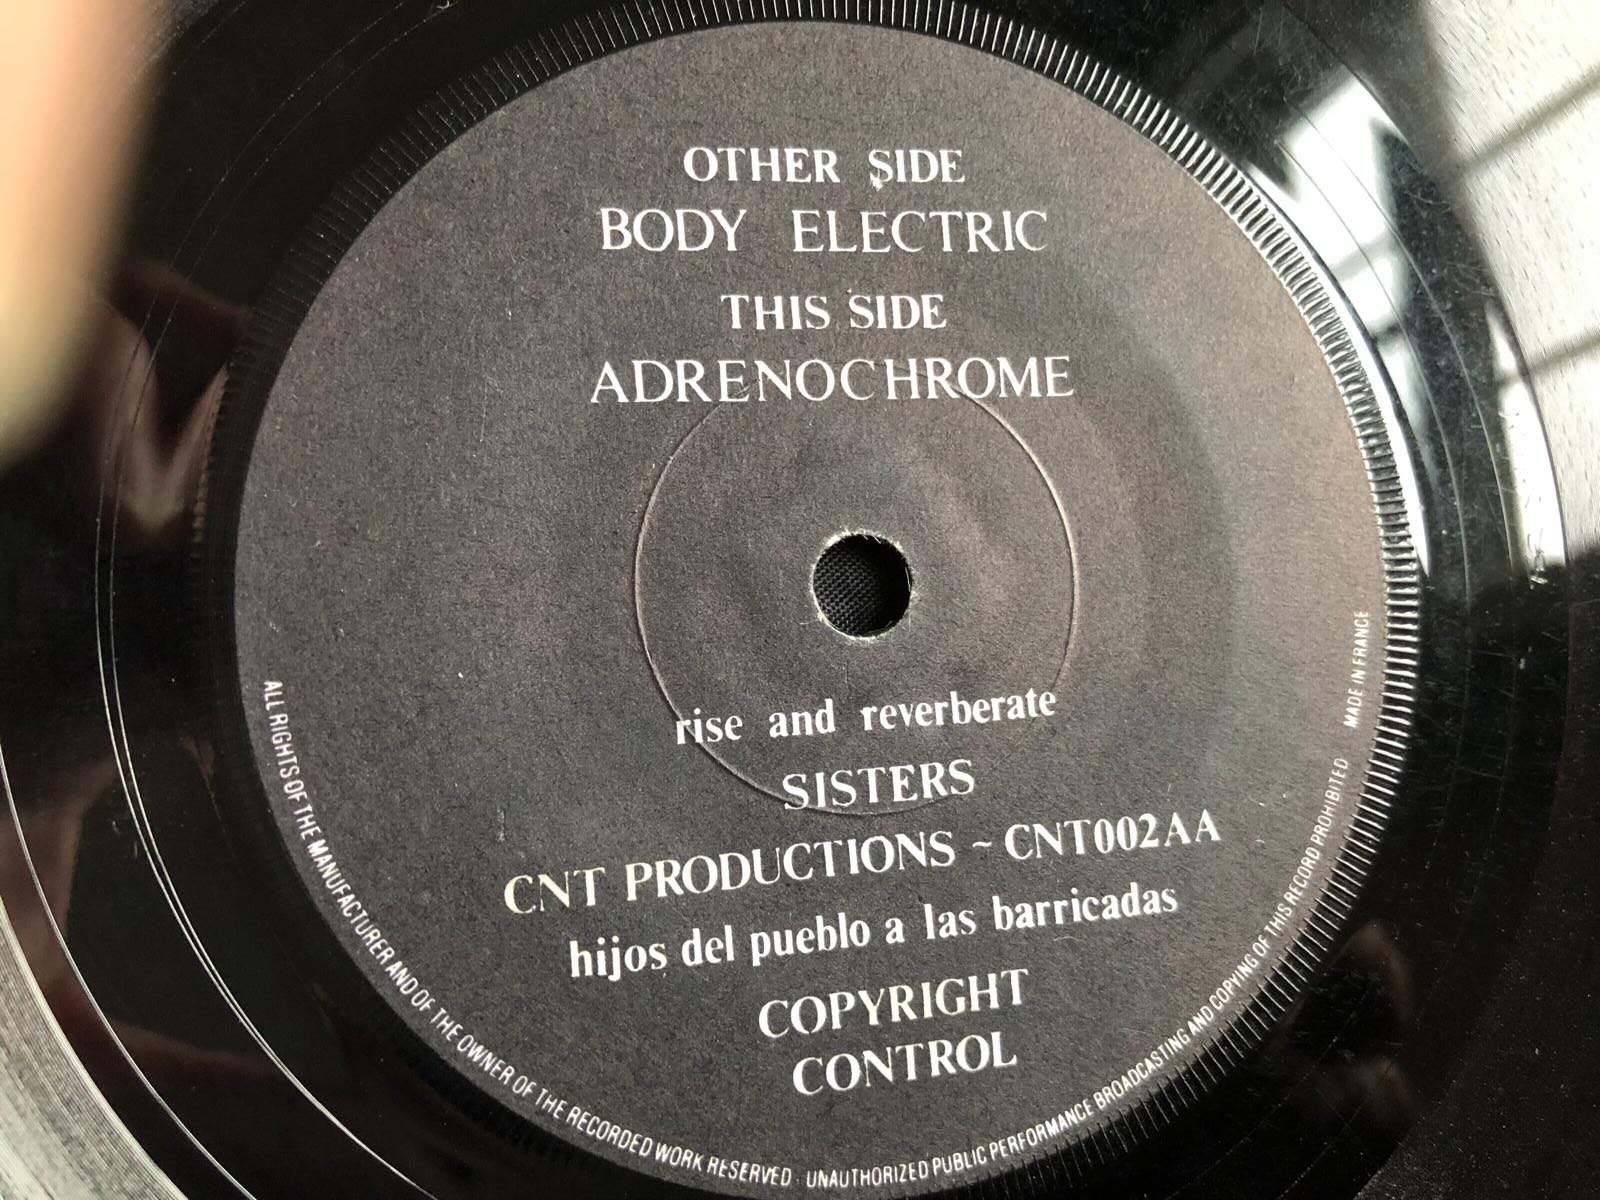 OTHER SIDE
BODY ELECTRIC
THIS SIDE
ADRENOCHROME
rise and reverberate
SISTERS
CNT PRODUCTIONS ~ CNT002AA
hijos del pueblo a las barricadas
COPYRIGHT
CONTROL
ALL RIGHTS OF THE MANUFACTURER AND OF THE OWNER OF THE RECORDED WORK RESERVED · UNAUTHORIZED PUBLIC PERFORMANCE BROADCASTING AND COPYING OF THIS RECORD PROHIBITED MADE IN FRANCE